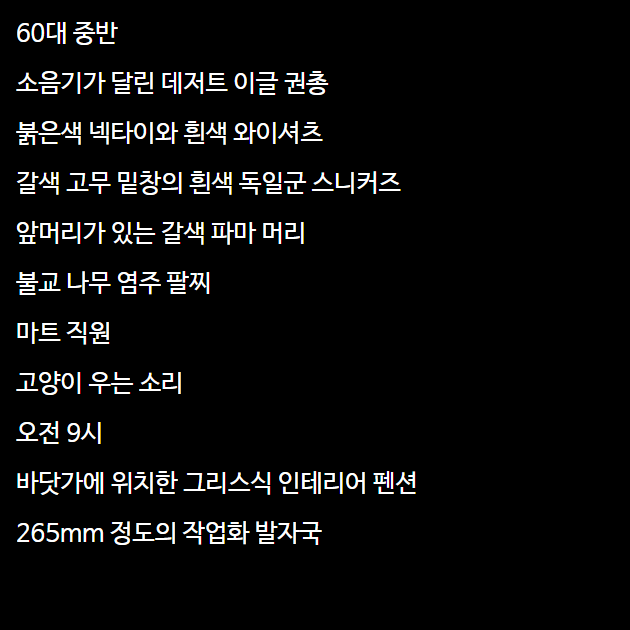 60대 중반
소음기가 달린 데저트 이글 권총
붉은색 넥타이와 흰색 와이셔츠
갈색 고무 밑창의 흰색 독일군 스니커즈
앞머리가 있는 갈색 파마 머리
불교 나무 염주 팔찌
마트 직원
고양이 우는 소리
오전 9시
바닷가에 위치한 그리스식 인테리어 펜션
265mm 정도의 작업화 발자국